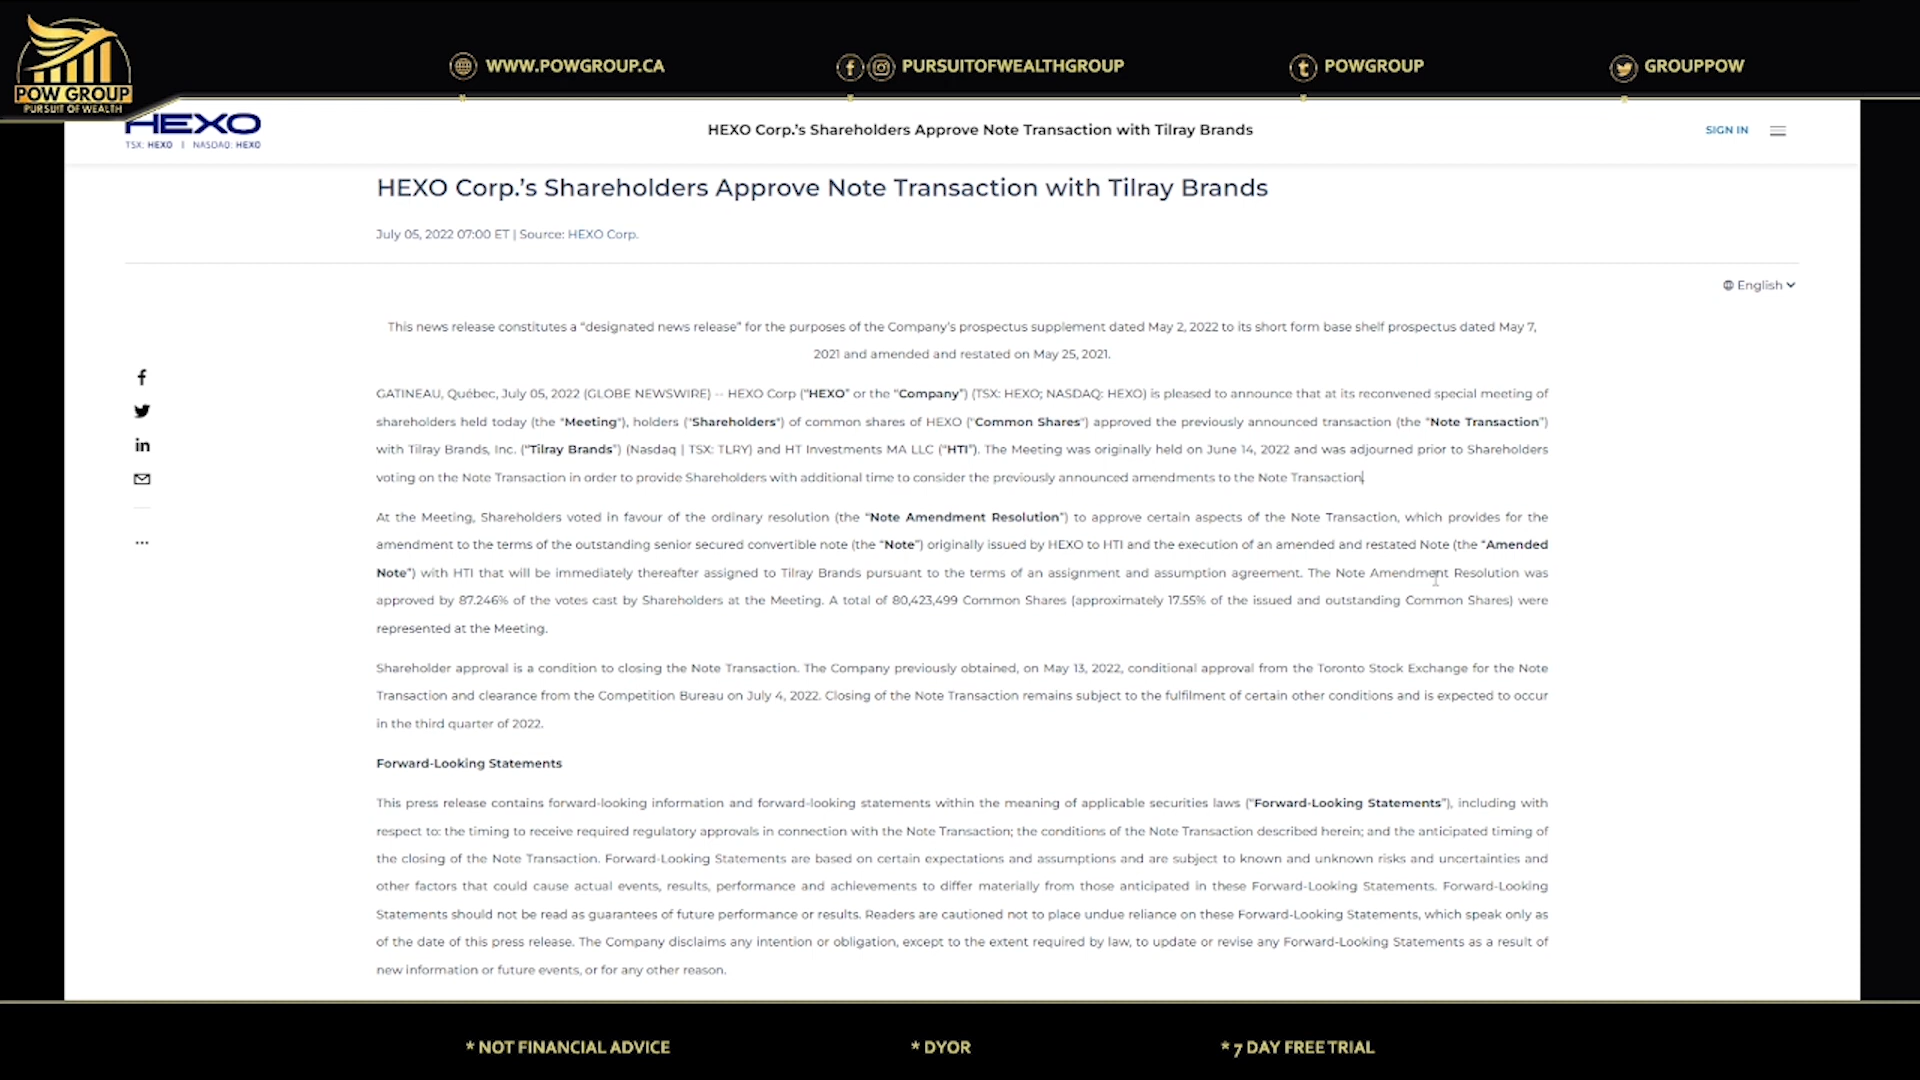 POW GROUP
PURSUIT OF WEALTH
WWW.POWGROUP.CA
PURSUITOFWEALTHGROUP
POWGROUP
GROUPPOW
HEXO
TSX: HEXO | NASDAQ: HEXO
HEXO Corp.’s Shareholders Approve Note Transaction with Tilray Brands
SIGN IN
HEXO Corp.’s Shareholders Approve Note Transaction with Tilray Brands
July 05, 2022 07:00 ET | Source: HEXO Corp.
English
This news release constitutes a “designated news release” for the purposes of the Company’s prospectus supplement dated May 2, 2022 to its short form base shelf prospectus dated May 7,
2021 and amended and restated on May 25, 2021.
GATINEAU, Québec, July 05, 2022 (GLOBE NEWSWIRE) -- HEXO Corp (“HEXO” or the “Company”) (TSX: HEXO; NASDAQ: HEXO) is pleased to announce that at its reconvened special meeting of
shareholders held today (the “Meeting“), holders (“Shareholders“) of common shares of HEXO (“Common Shares“) approved the previously announced transaction (the “Note Transaction”)
with Tilray Brands, Inc. (“Tilray Brands”) (Nasdaq | TSX: TLRY) and HT Investments MA LLC (“HTI”). The Meeting was originally held on June 14, 2022 and was adjourned prior to Shareholders
voting on the Note Transaction in order to provide Shareholders with additional time to consider the previously announced amendments to the Note Transaction.
At the Meeting, Shareholders voted in favour of the ordinary resolution (the “Note Amendment Resolution”) to approve certain aspects of the Note Transaction, which provides for the
amendment to the terms of the outstanding senior secured convertible note (the “Note”) originally issued by HEXO to HTI and the execution of an amended and restated Note (the “Amended
Note”) with HTI that will be immediately thereafter assigned to Tilray Brands pursuant to the terms of an assignment and assumption agreement. The Note Amendment Resolution was
approved by 87.246% of the votes cast by Shareholders at the Meeting. A total of 80,423,499 Common Shares (approximately 17.55% of the issued and outstanding Common Shares) were
represented at the Meeting.
Shareholder approval is a condition to closing the Note Transaction. The Company previously obtained, on May 13, 2022, conditional approval from the Toronto Stock Exchange for the Note
Transaction and clearance from the Competition Bureau on July 4, 2022. Closing of the Note Transaction remains subject to the fulfilment of certain other conditions and is expected to occur
in the third quarter of 2022.
Forward-Looking Statements
This press release contains forward-looking information and forward-looking statements within the meaning of applicable securities laws (“Forward-Looking Statements”), including with
respect to: the timing to receive required regulatory approvals in connection with the Note Transaction; the conditions of the Note Transaction described herein; and the anticipated timing of
the closing of the Note Transaction. Forward-Looking Statements are based on certain expectations and assumptions and are subject to known and unknown risks and uncertainties and
other factors that could cause actual events, results, performance and achievements to differ materially from those anticipated in these Forward-Looking Statements. Forward-Looking
Statements should not be read as guarantees of future performance or results. Readers are cautioned not to place undue reliance on these Forward-Looking Statements, which speak only as
of the date of this press release. The Company disclaims any intention or obligation, except to the extent required by law, to update or revise any Forward-Looking Statements as a result of
new information or future events, or for any other reason.
* NOT FINANCIAL ADVICE
* DYOR
* 7 DAY FREE TRIAL